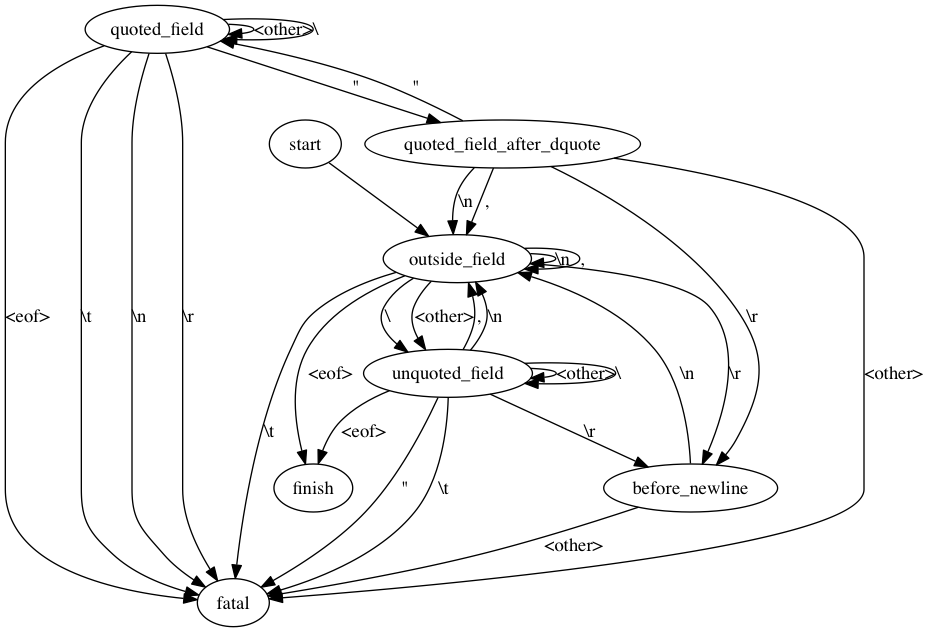 quoted_field
<other>
\
"
"
start
quoted_field_after_dquote
\n
,
outside_field
\n
,
<eof>
\t
\n
\r
\
<other>
,
\n
\r
<other>
<eof>
unquoted_field
<other>
\
\n
\r
\t
<eof>
\r
finish
"
\t
before_newline
<other>
fatal